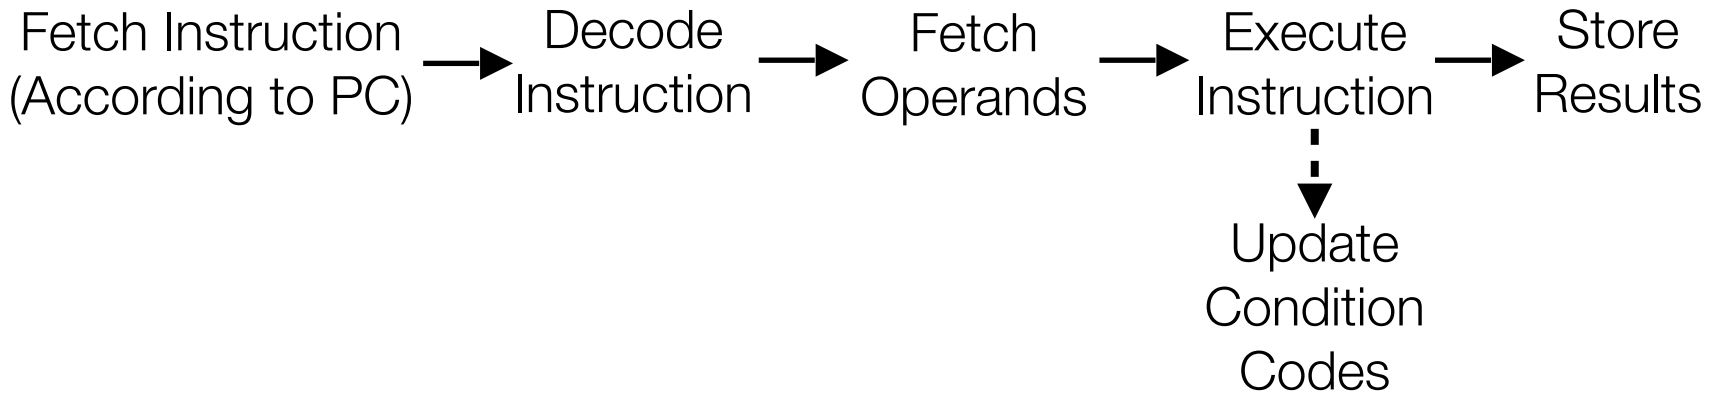 Fetch Instruction
(According to PC)
Decode
Instruction
Fetch
Operands
Execute
Instruction
Store
Results
Update
Condition
Codes